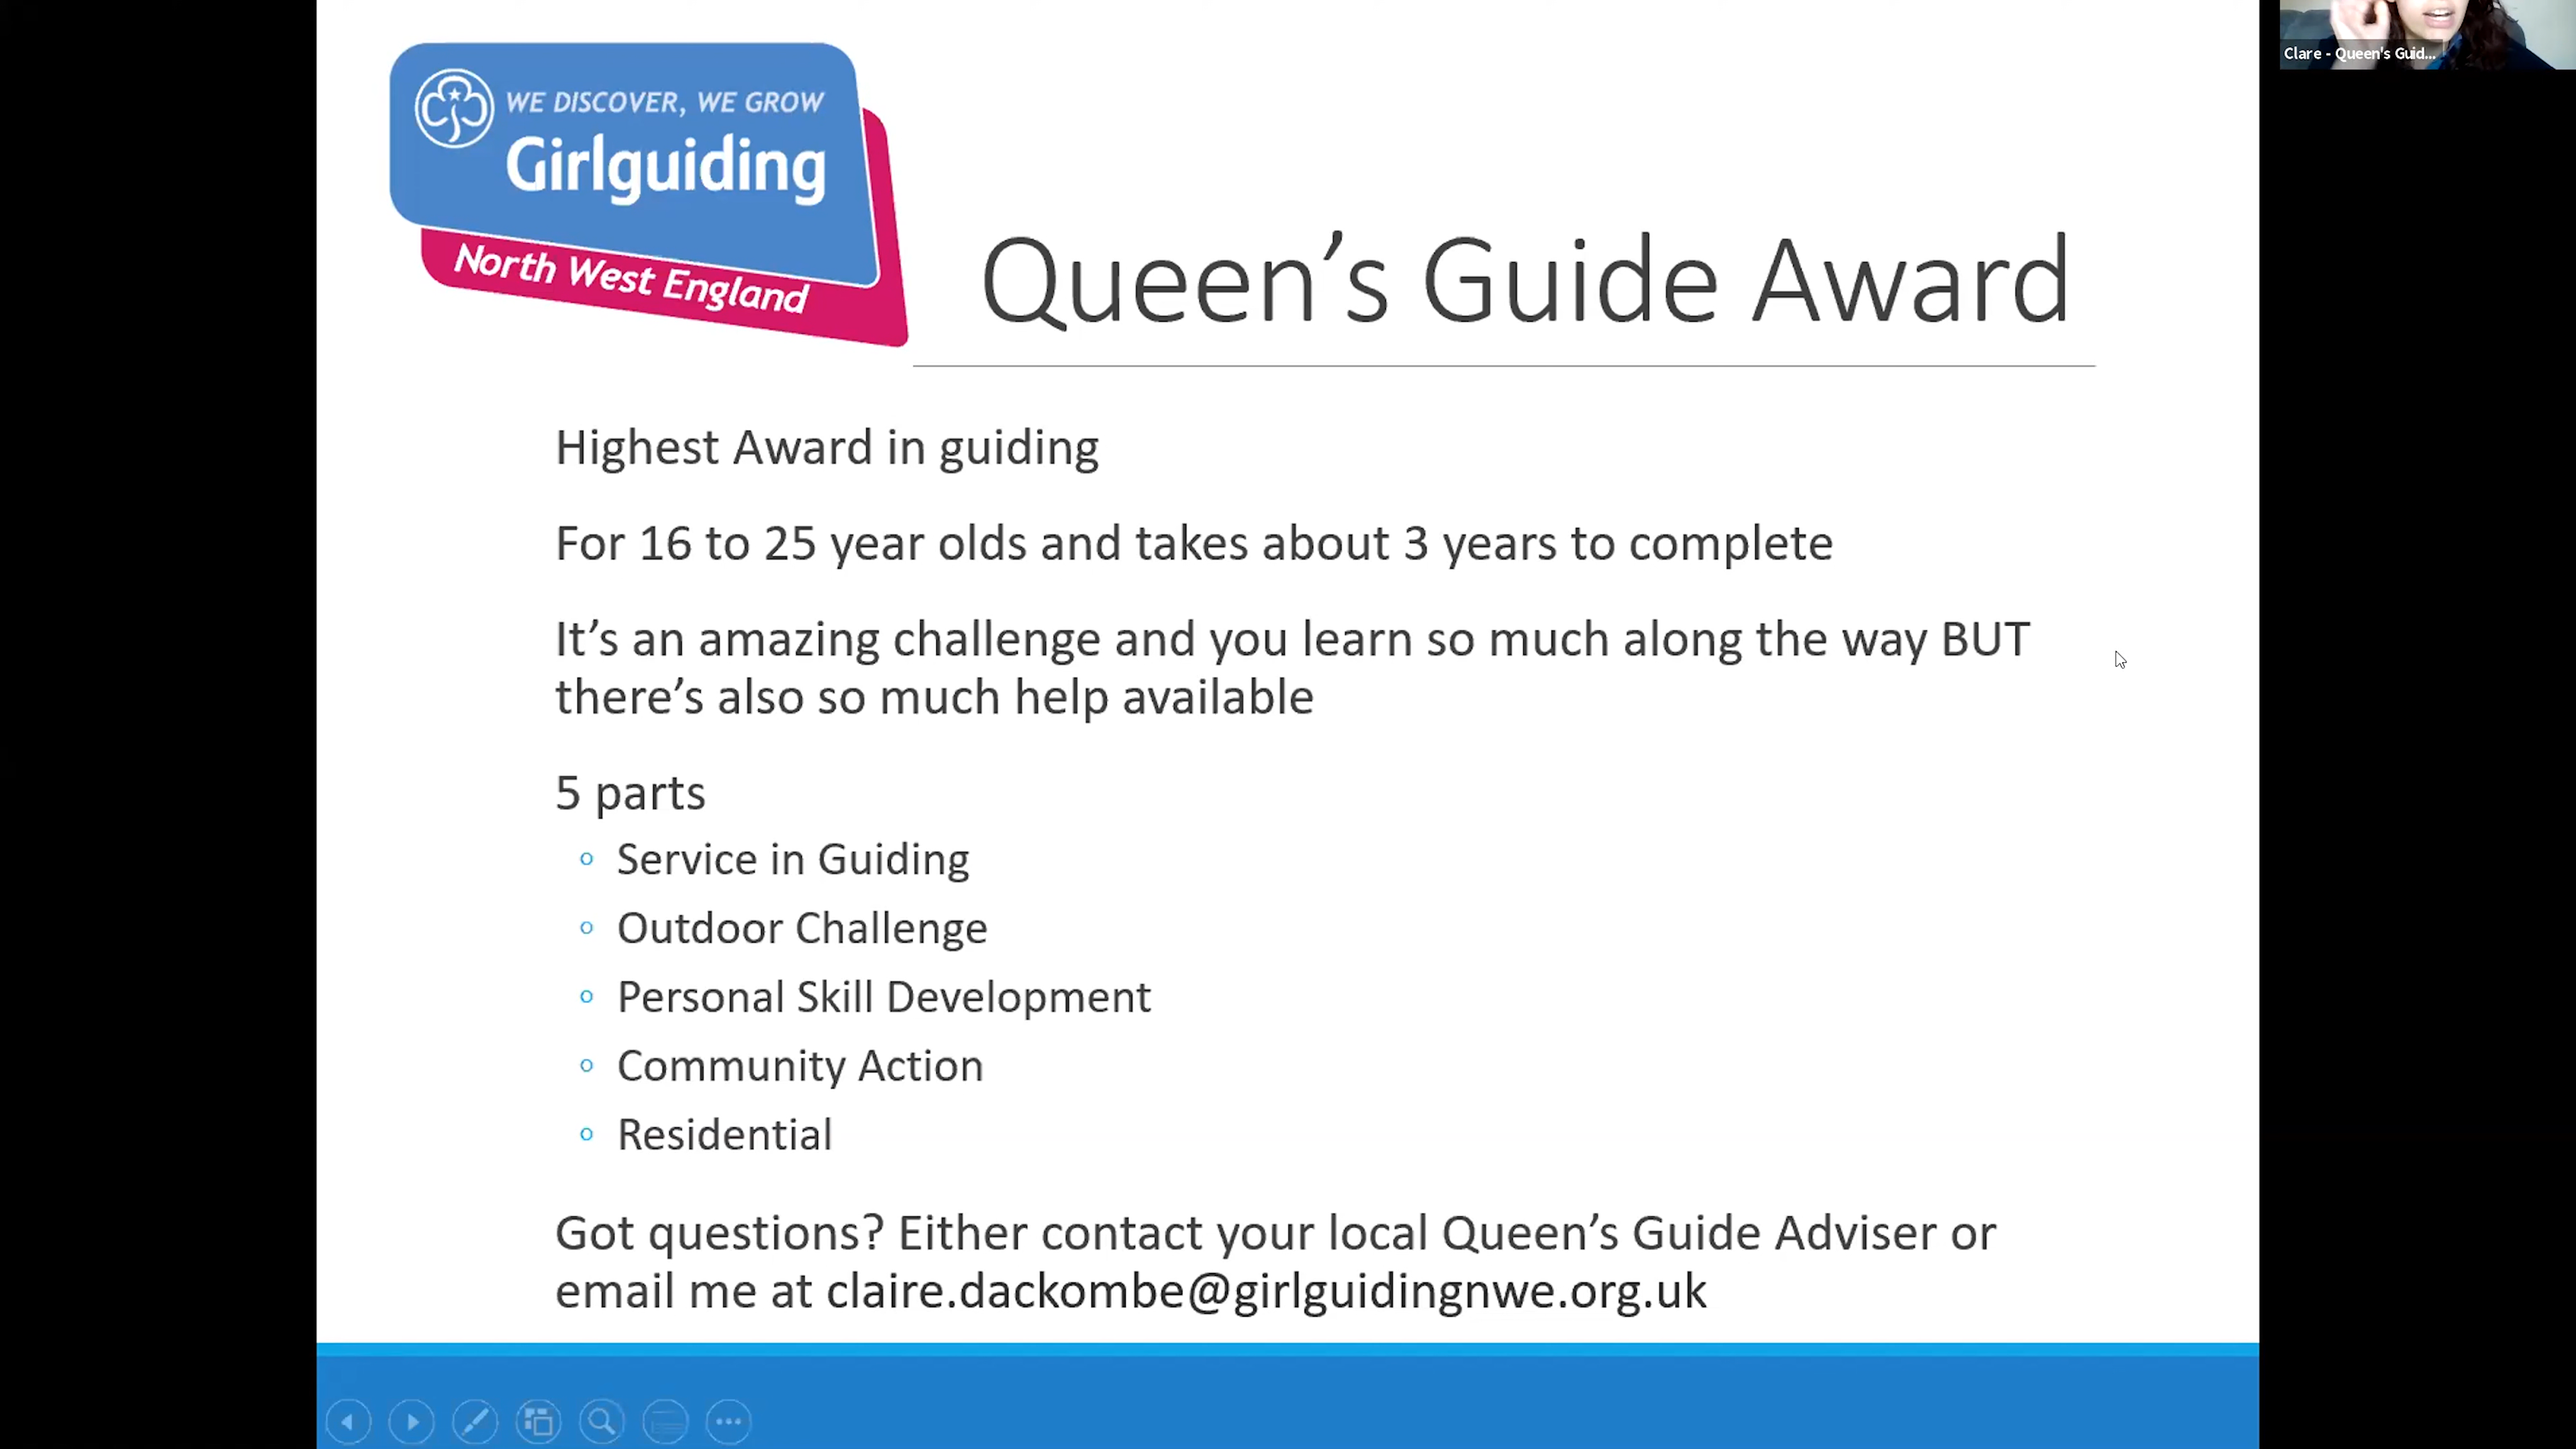 Clare - Queen's Guid...
WE DISCOVER, WE GROW
Girlguiding
North West England
Queen’s Guide Award
Highest Award in guiding
For 16 to 25 year olds and takes about 3 years to complete
It’s an amazing challenge and you learn so much along the way BUT
there’s also so much help available
5 parts
Service in Guiding
Outdoor Challenge
Personal Skill Development
Community Action
Residential
Got questions? Either contact your local Queen’s Guide Adviser or
email me at claire.dackombe@girlguidingnwe.org.uk